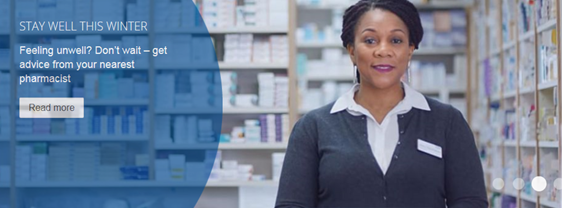 STAY WELL THIS WINTER
Feeling unwell? Don't wait – get
advice from your nearest
pharmacist
Read more